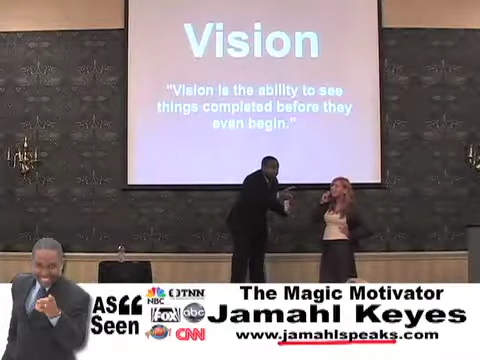 Vision
"Vision is the ability to see
things completed before they
even begin."
The Magic Motivator
AS Seen
NBC
TNN
FOX
abc
CNN
Jamahl Keyes
www.jamahlspeaks.com